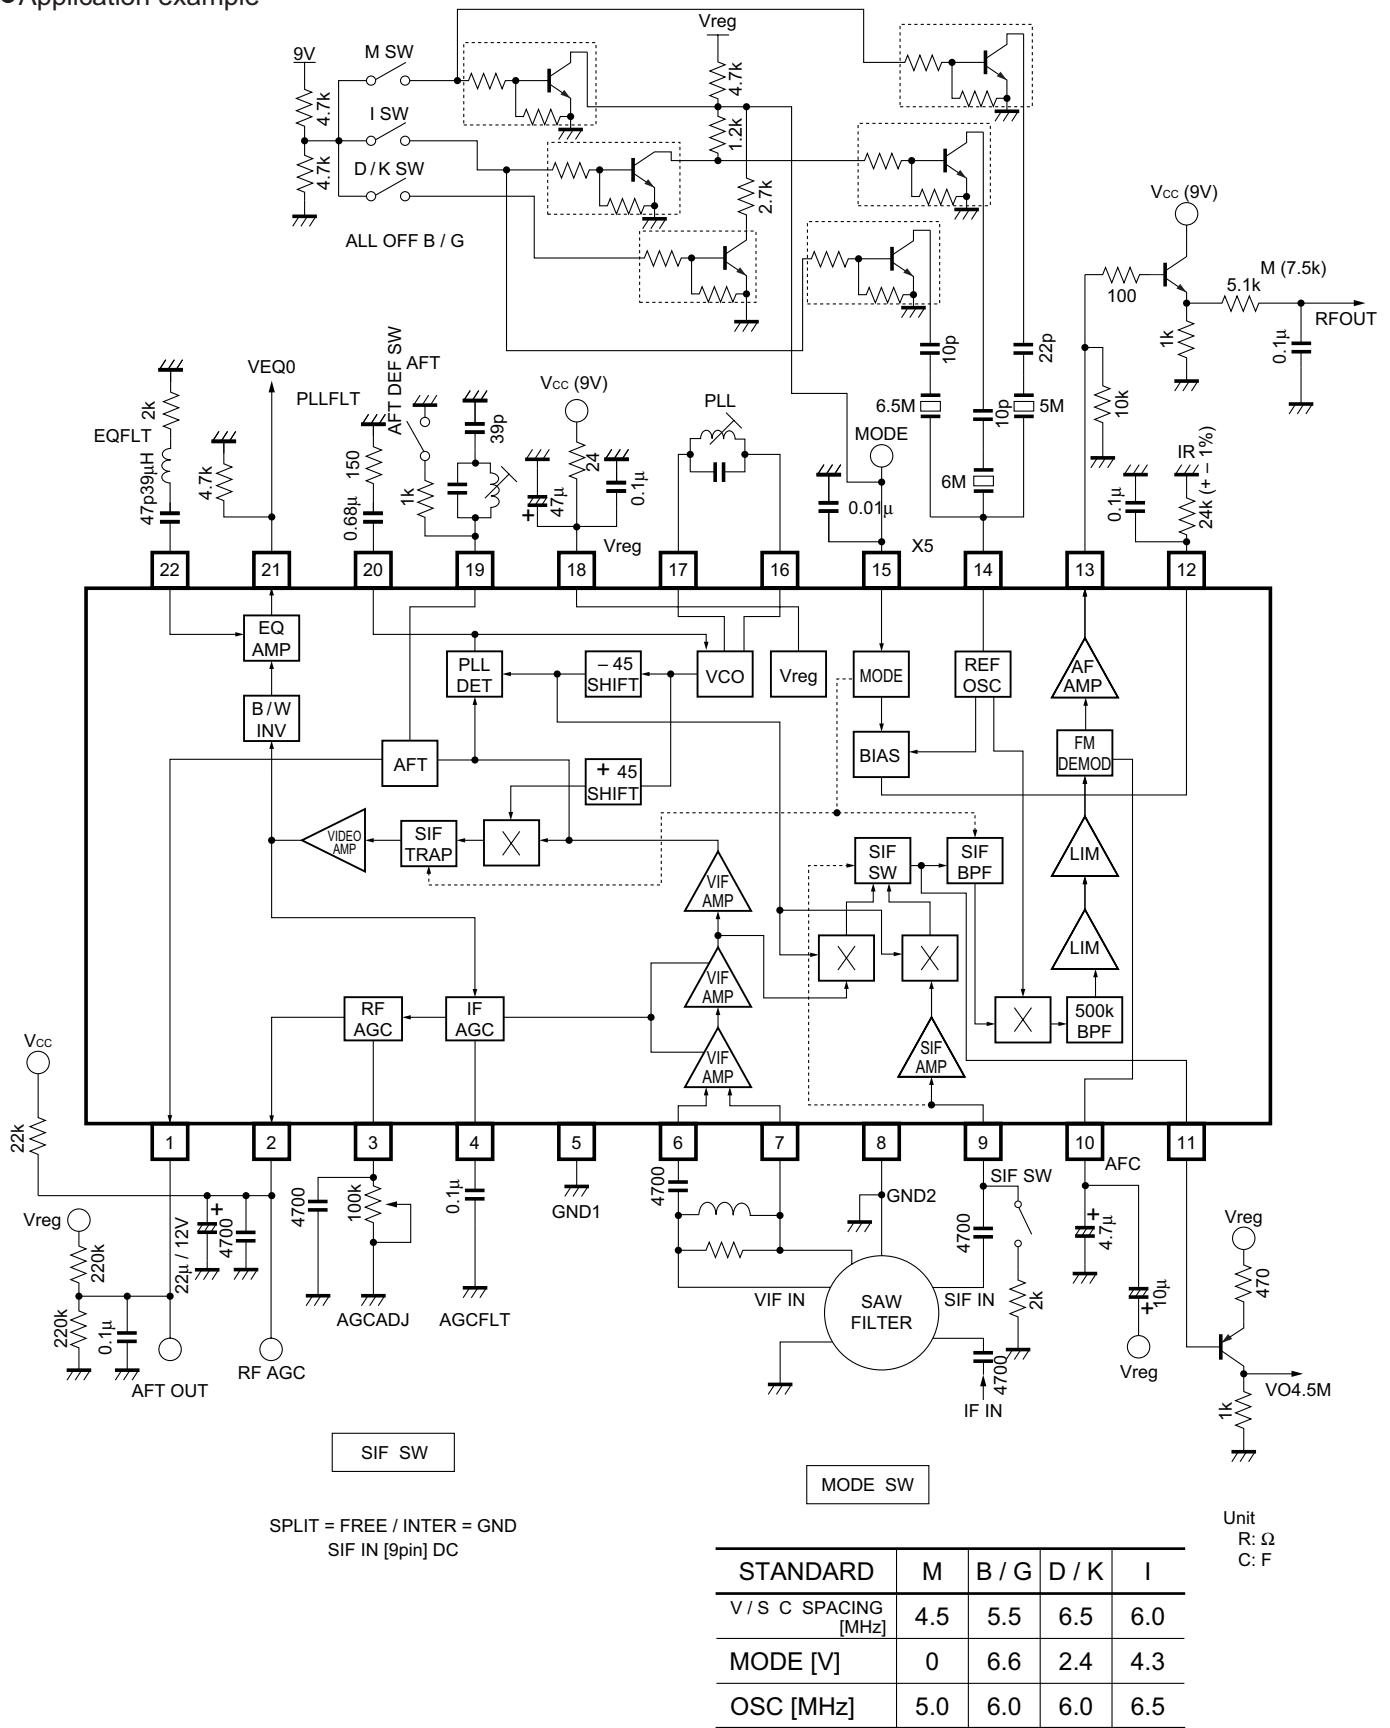 ●Application example
Vreg
9V
M SW
4.7k
4.7k
I SW
1.2k
4.7k
D / K SW
2.7k
ALL OFF B / G
VCC (9V)
M (7.5k)
100
5.1k
RFOUT
1k
0.1μ
10p
22p
6.5M
10p
5M
6M
10k
VEQ0
PLLFLT
AFT DEF SW
AFT
VCC (9V)
PLL
MODE
EQFLT
2k
47p39μH
4.7k
150
0.68μ
1k
39p
47μ
+
24
0.1μ
Vreg
0.01μ
X5
IR
24k (+ – 1%)
0.1μ
22
21
20
19
18
17
16
15
14
13
12
EQ
AMP
PLL
DET
– 45
SHIFT
VCO
Vreg
MODE
REF
OSC
AF
AMP
B / W
INV
AFT
+ 45
SHIFT
BIAS
FM
DEMOD
VIDEO
AMP
SIF
TRAP
X
VIF
AMP
SIF
SW
SIF
BPF
LIM
X
X
LIM
VIF
AMP
RF
AGC
IF
AGC
VIF
AMP
SIF
AMP
X
500k
BPF
VCC
22k
1
2
3
4
5
6
7
8
9
10
11
Vreg
220k
220k
0.1μ
22μ / 12V
+
4700
4700
100k
0.1μ
GND1
4700
GND2
4700
SIF SW
2k
AFC
+
4.7μ
10μ
+
Vreg
Vreg
470
VIF IN
SAW
FILTER
SIF IN
4700
IF IN
AGCADJ
AGCFLT
AFT OUT
RF AGC
VO4.5M
1k
SIF SW
MODE SW
SPLIT = FREE / INTER = GND
SIF IN [9pin] DC
Unit
R: Ω
C: F
STANDARD M B / G D / K I
V / S C SPACING [MHz] 4.5 5.5 6.5 6.0
MODE [V] 0 6.6 2.4 4.3
OSC [MHz] 5.0 6.0 6.0 6.5